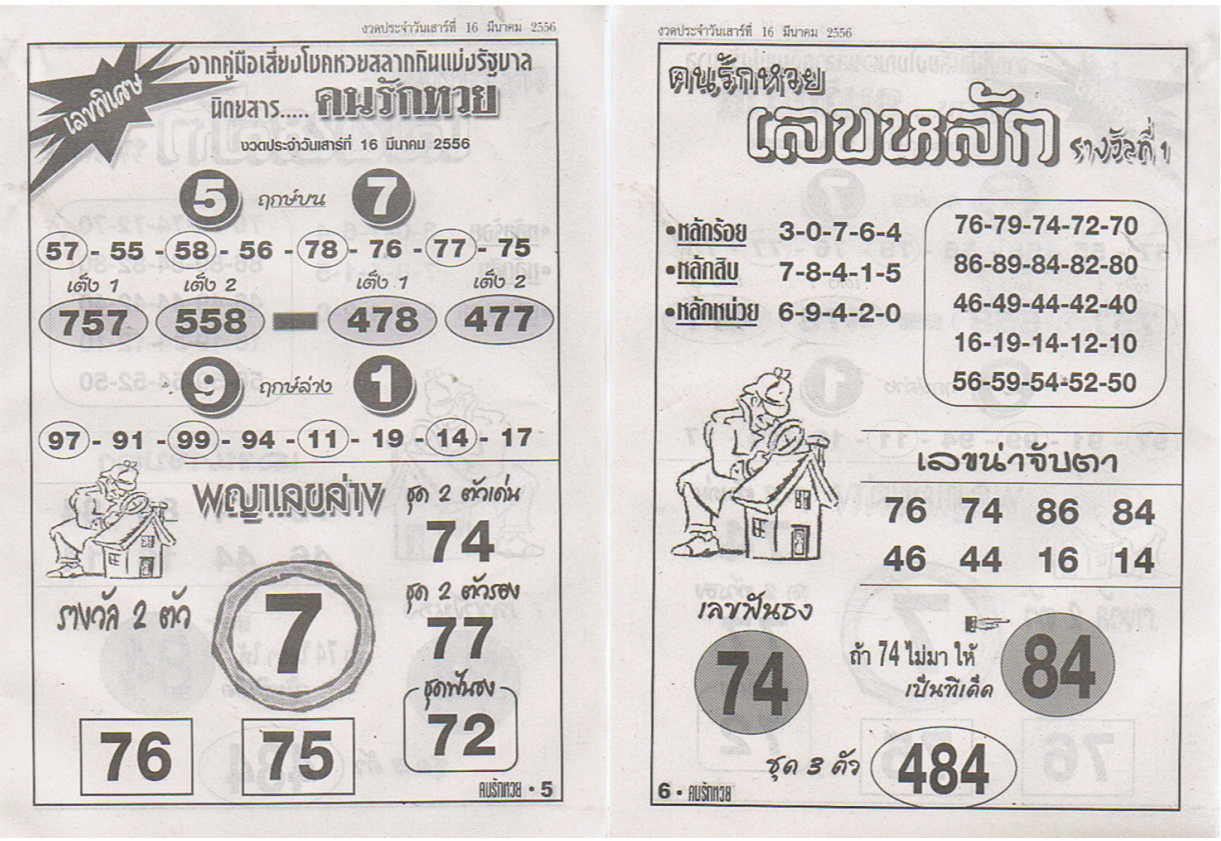 งวดประจำวันเสาร์ที่ 16 มีนาคม 2556
เลขพิเศษ
จากคู่มือเสี่ยงโชคหวยสลากกินแบ่งรัฐบาล
นิตยสาร..... คนรักหวย
งวดประจำวันเสาร์ที่ 16 มีนาคม 2556
5 ฤกษ์บน 7
57 - 55 - 58 - 56 - 78 - 76 - 77 - 75
เต็ง 1 เต็ง 2 เต็ง 1 เต็ง 2
757 558 - 478 477
9 ฤกษ์ล่าง 1
97 - 91 - 99 - 94 - 11 - 19 - 14 - 17
พญาเลขล่าง
ชุด 2 ตัวเด่น
74
รางวัล 2 ตัว
7
ชุด 2 ตัวรอง
77
ชุดฟันธง
72
76 75
คนรักหวย • 5
งวดประจำวันเสาร์ที่ 16 มีนาคม 2556
คนรักหวย
เลขหลัก รางวัลที่ 1
•หลักร้อย 3-0-7-6-4
•หลักสิบ 7-8-4-1-5
•หลักหน่วย 6-9-4-2-0
76-79-74-72-70
86-89-84-82-80
46-49-44-42-40
16-19-14-12-10
56-59-54-52-50
เลขน่าจับตา
76 74 86 84
46 44 16 14
เลขฟันธง
74
ถ้า 74 ไม่มา ให้
เป็นทีเด็ด
84
ชุด 3 ตัว 484
6 • คนรักหวย